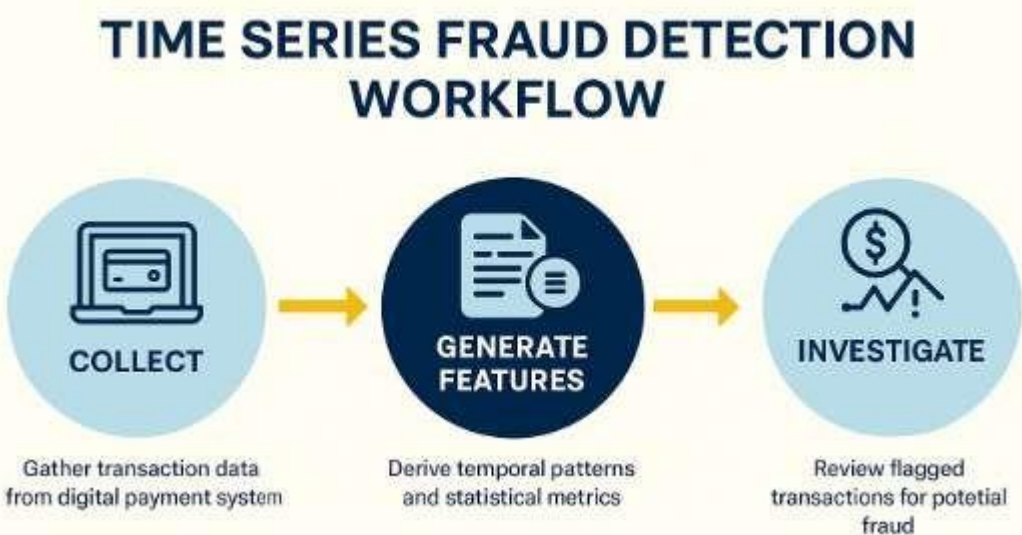 TIME SERIES FRAUD DETECTION
WORKFLOW
COLLECT
Gather transaction data
from digital payment system
GENERATE
FEATURES
Derive temporal patterns
and statistical metrics
$
INVESTIGATE
Review flagged
transactions for potetial
fraud